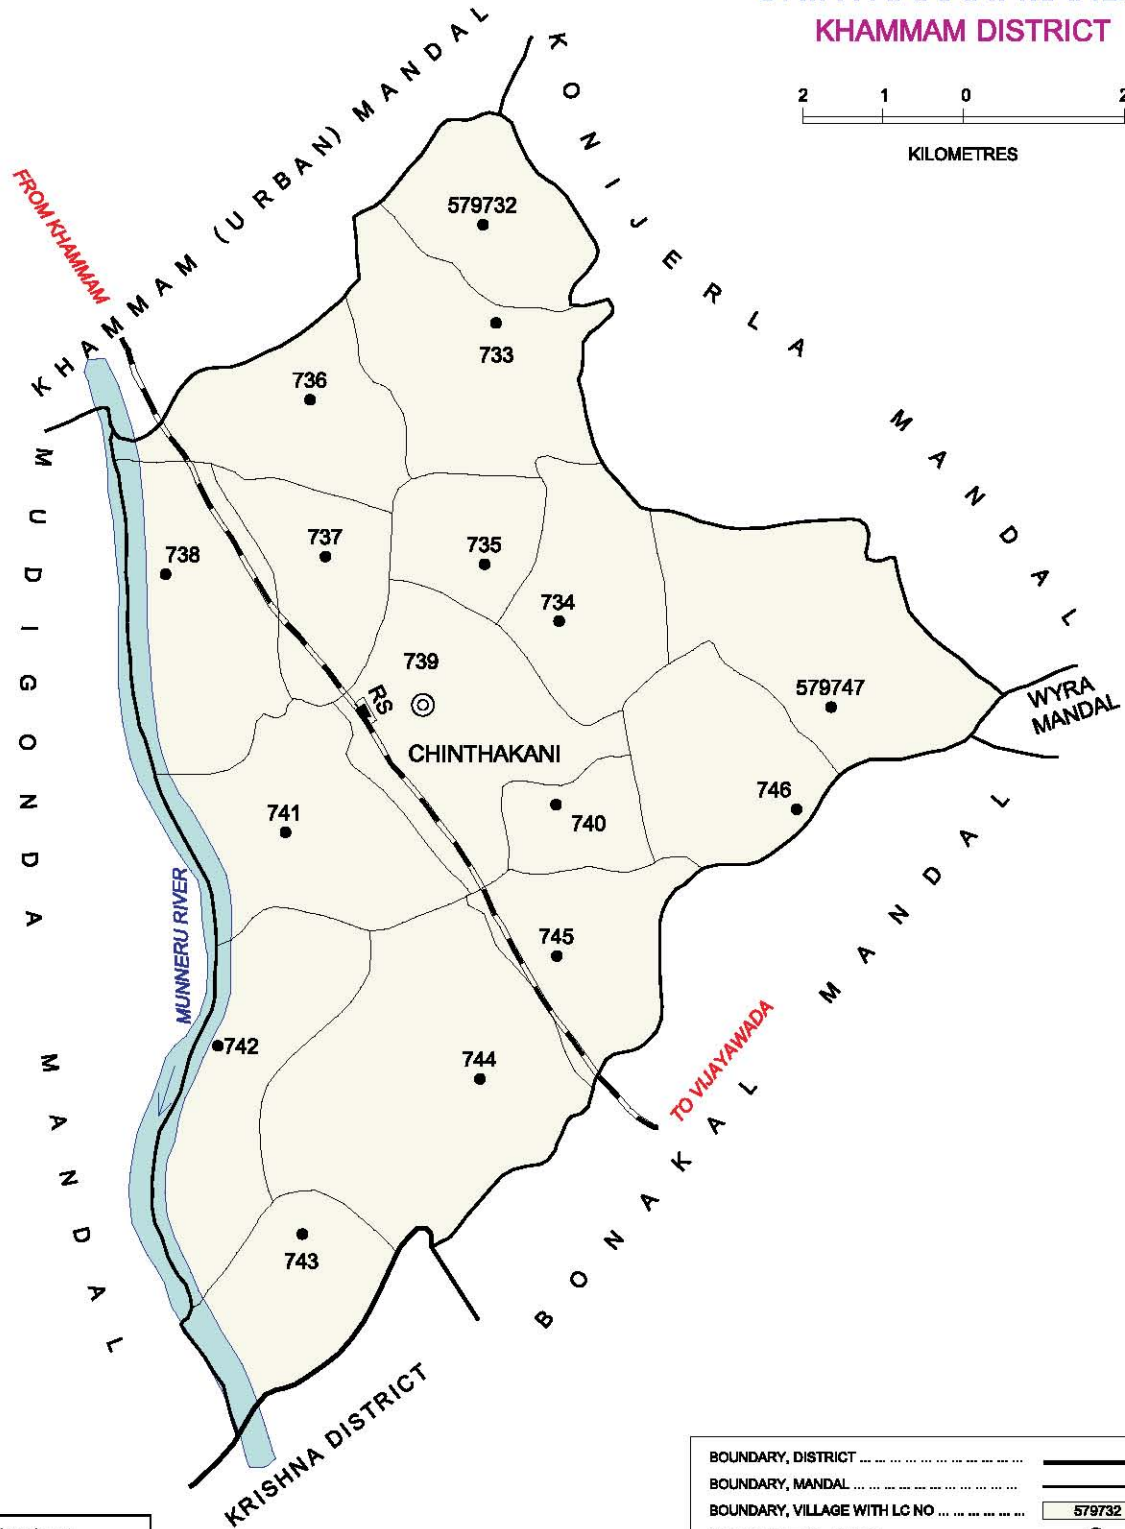 KHAMMAM DISTRICT
2 1 0 2
KILOMETRES
KHAMMAM (URBAN) MANDAL
KONIJERLA MANDAL
FROM KHAMMAM
579732
733
736
737
735
738
734
739
RS
CHINTHAKANI
579747
WYRA
MANDAL
746
740
741
MUDIGONDA MANDAL
MUNNERU RIVER
745
742
744
TO VIJAYAWADA
BONAKAL MANDAL
743
KRISHNA DISTRICT
BOUNDARY, DISTRICT
BOUNDARY, MANDAL
BOUNDARY, VILLAGE WITH LC NO 579732